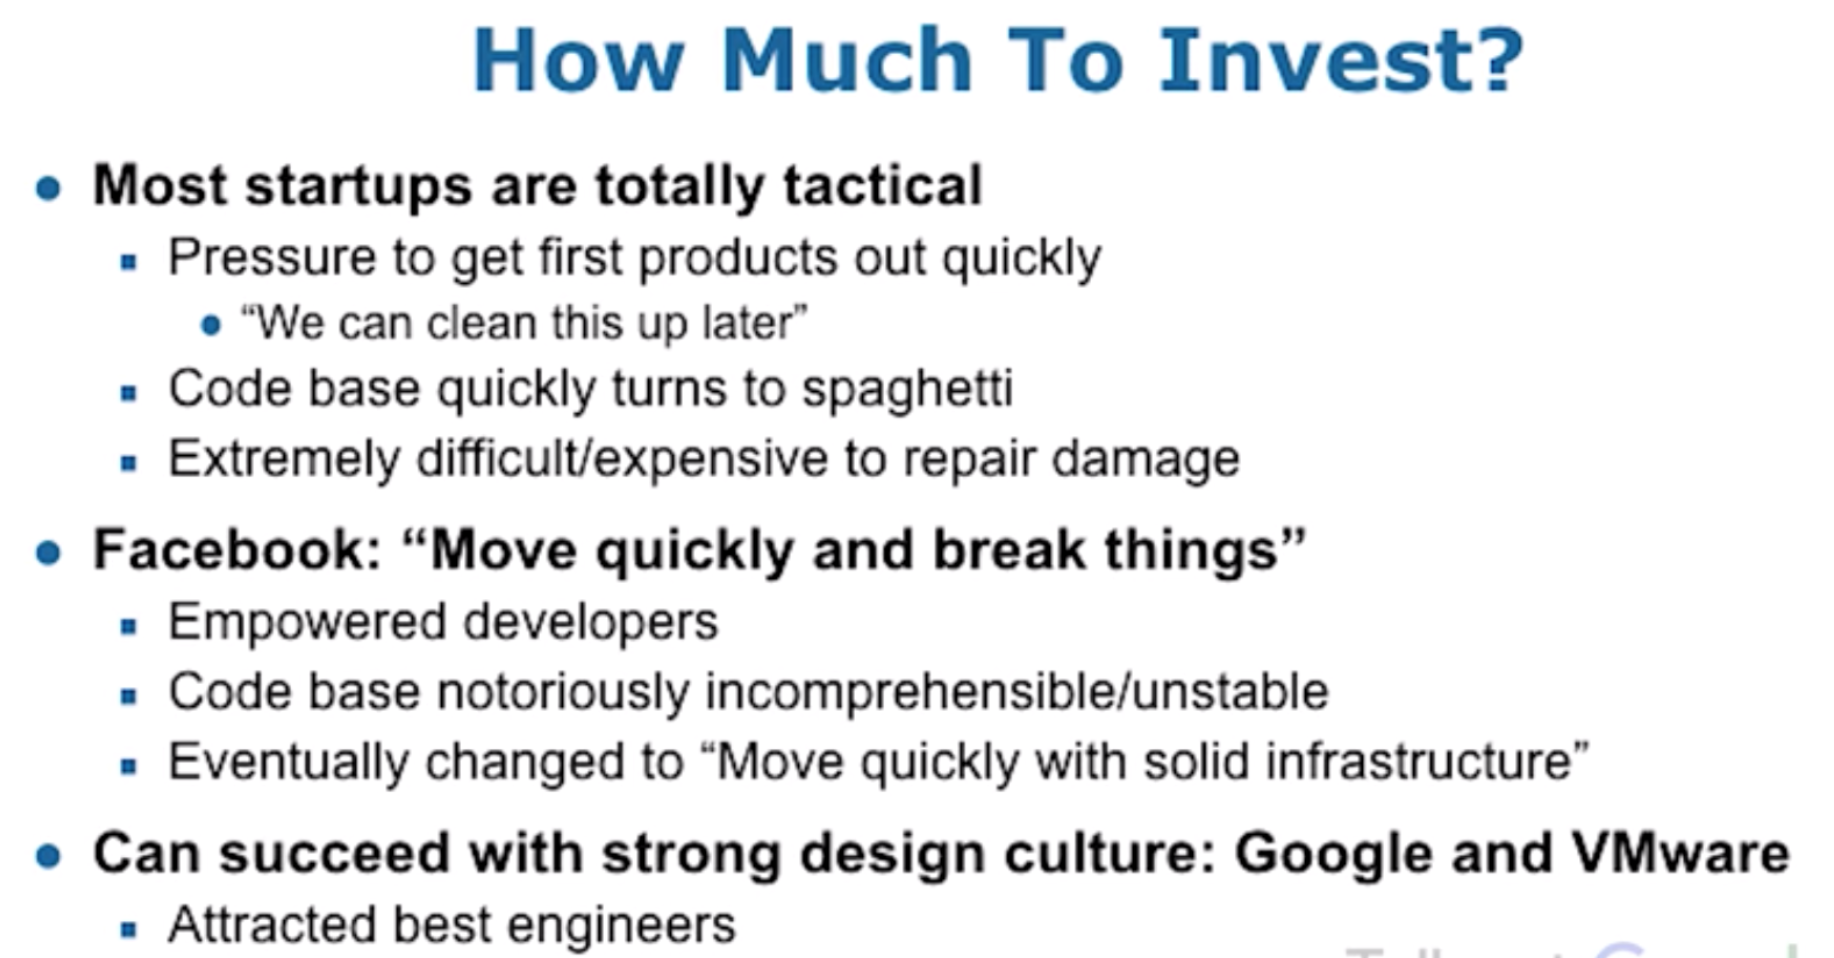 How Much To Invest?
Most startups are totally tactical
Pressure to get first products out quickly
“We can clean this up later”
Code base quickly turns to spaghetti
Extremely difficult/expensive to repair damage
Facebook: “Move quickly and break things”
Empowered developers
Code base notoriously incomprehensible/unstable
Eventually changed to “Move quickly with solid infrastructure”
Can succeed with strong design culture: Google and VMware
Attracted best engineers